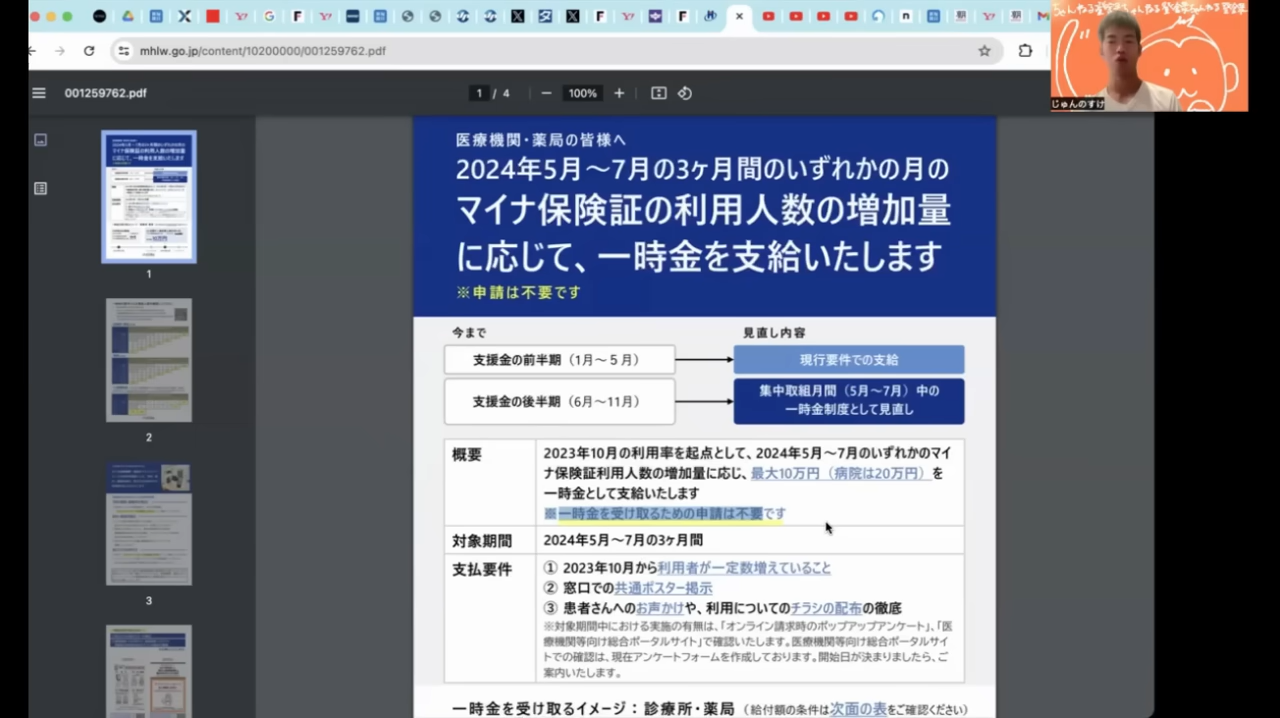 mhlw.go.jp/content/10200000/001259762.pdf
ちゃんねる登録ちゃんねる登録ちゃんねる登録
じゅんのすけ
001259762.pdf
1 / 4
100%
医療機関・薬局の皆様へ
2024年5月～7月の3ヶ月間のいずれかの月の
マイナ保険証の利用人数の増加量
に応じて、一時金を支給いたします
※申請は不要です
今まで
見直し内容
支援金の前半期（1月～５月）
現行要件での支給
支援金の後半期（6月～11月）
集中取組月間（5月～7月）中の
一時金制度として見直し
概要
2023年10月の利用率を起点として、2024年5月～7月のいずれかのマイ
ナ保険証利用人数の増加量に応じ、最大10万円（病院は20万円）を
一時金として支給いたします
※一時金を受け取るための申請は不要です
対象期間
2024年5月～7月の3ヶ月間
支払要件
① 2023年10月から利用者が一定数増えていること
② 窓口での共通ポスター掲示
③ 患者さんへのお声かけや、利用についてのチラシの配布の徹底
※対象期間中における実施の有無は、「オンライン請求時のポップアップアンケート」、「医
療機関等向け総合ポータルサイト」で確認いたします。医療機関等向け総合ポータルサイ
トでの確認は、現在アンケートフォームを作成しております。開始日が決まりましたら、ご
案内いたします。
一時金を受け取るイメージ：診療所・薬局（給付額の条件は次面の表をご確認ください）
1
2
3